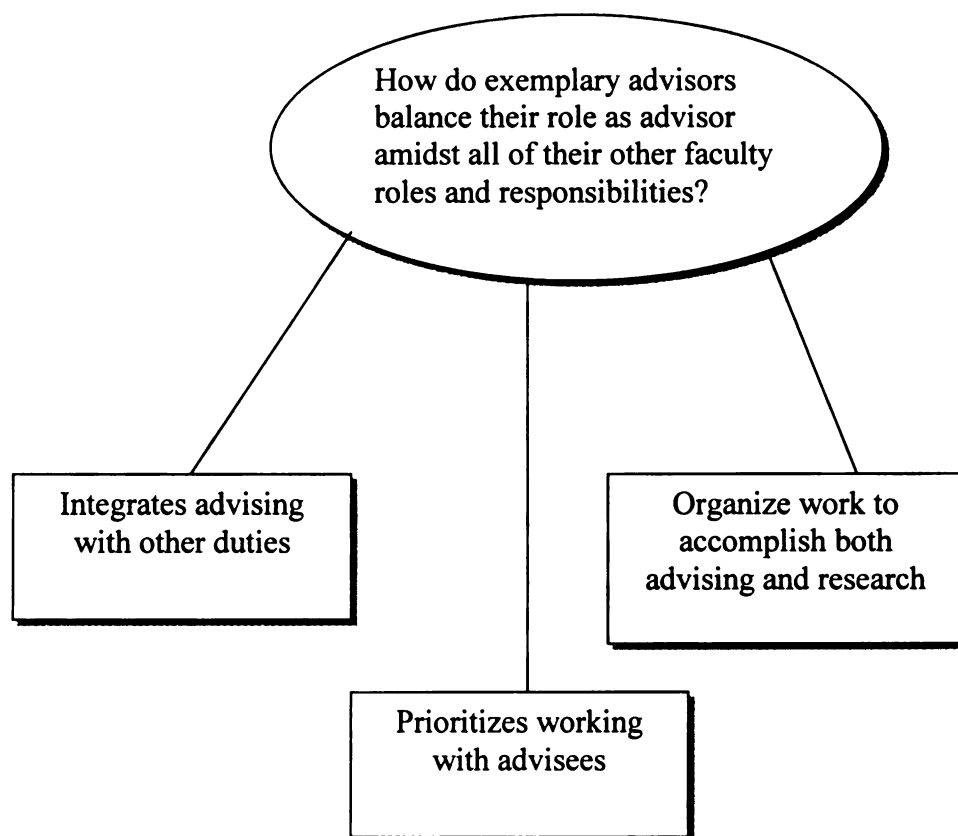 How do exemplary advisors
balance their role as advisor
amidst all of their other faculty
roles and responsibilities?
Integrates advising
with other duties
Organize work to
accomplish both
advising and research
Prioritizes working
with advisees